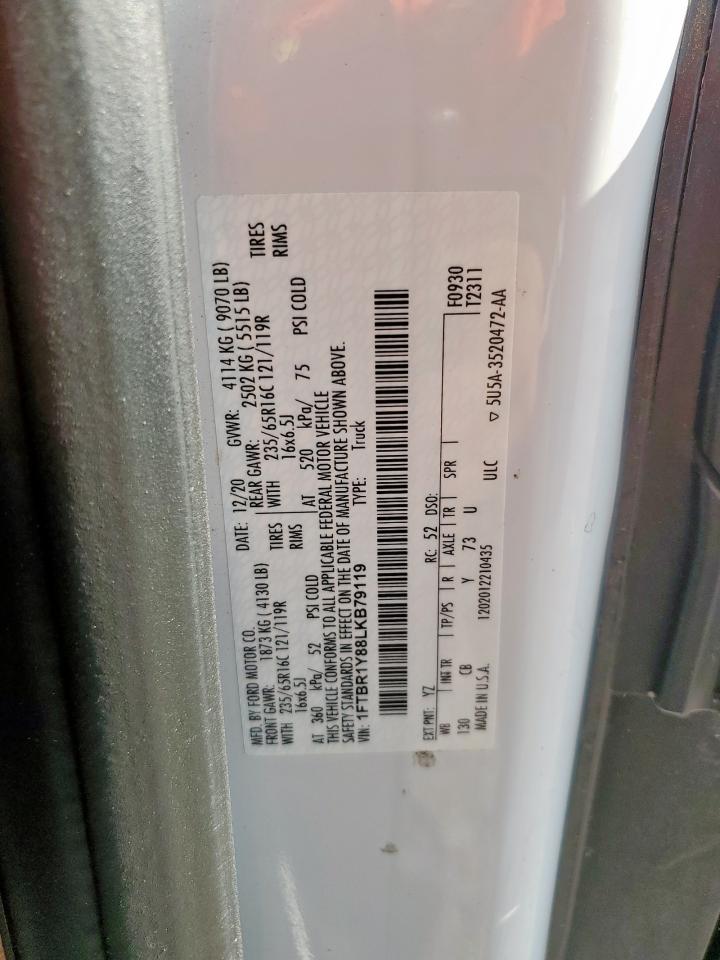 MFD. BY FORD MOTOR CO.
DATE: 12/20 GVWR: 4114 KG ( 9070 LB)
FRONT GAWR: 1873 KG ( 4130 LB) REAR GAWR: 2502 KG ( 5515 LB)
WITH 235/65R16C 121/119R TIRES WITH 235/65R16C 121/119R TIRES
16x6.5J RIMS 16x6.5J RIMS
AT 360 kPa/ 52 PSI COLD AT 520 kPa/ 75 PSI COLD
THIS VEHICLE CONFORMS TO ALL APPLICABLE FEDERAL MOTOR VEHICLE
SAFETY STANDARDS IN EFFECT ON THE DATE OF MANUFACTURE SHOWN ABOVE.
VIN: 1FTBR1Y88LKB79119 TYPE: Truck
EXT PNT: YZ RC: 52 DSO: F0930
WB INT TR TP/PS R AXLE TR SPR T2311
130 CB Y 73 U
MADE IN U.S.A. 1202012210435 ULC ▽ 5U5A-3520472-AA